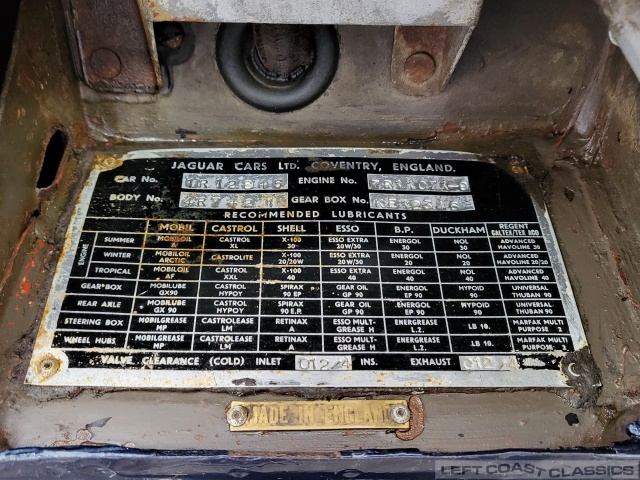 JAGUAR CARS LTD. COVENTRY, ENGLAND.
CAR No. ENGINE No.
BODY No. GEAR BOX No.
RECOMMENDED LUBRICANTS
MOBIL CASTROL SHELL ESSO B.P. DUCKHAM REGENT CALTEX/TEX ACO
ENGINE
SUMMER MOBILOIL A CASTROL XL X-100 30 ESSO EXTRA 20W/30 ENERGOL 30 NOL 30 ADVANCED HAVOLINE 30
WINTER MOBILOIL ARCTIC CASTROLITE X-100 20/20W ESSO EXTRA 20W/30 ENERGOL 20 NOL 20 ADVANCED HAVOLINE 20/20
TROPICAL MOBILOIL AF CASTROL XXL X-100 40 ESSO EXTRA 40 ENERGOL 40 NOL 40 ADVANCED HAVOLINE 40
GEAR BOX MOBILUBE GX90 CASTROL HYPOY SPIRAX 90 EP GEAR OIL GP 90 ENERGOL EP 90 HYPOID 90 UNIVERSAL THUBAN 90
REAR AXLE MOBILUBE GX 90 CASTROL HYPOY SPIRAX 90 E.P. GEAR OIL GP 90 ENERGOL EP 90 HYPOID 90 UNIVERSAL THUBAN 90
STEERING BOX MOBILGREASE MP CASTROLEASE LM RETINAX A ESSO MULT-GREASE H ENERGREASE L.2. LB 10. MARFAK MULTI PURPOSE 2
WHEEL HUBS. MOBILGREASE MP CASTROLEASE LM RETINAX A ESSO MULT-GREASE H ENERGREASE L.2. LB 10. MARFAK MULTI PURPOSE. 2
VALVE CLEARANCE (COLD) INLET INS. EXHAUST
MADE IN ENGLAND
LEFT COAST CLASSICS